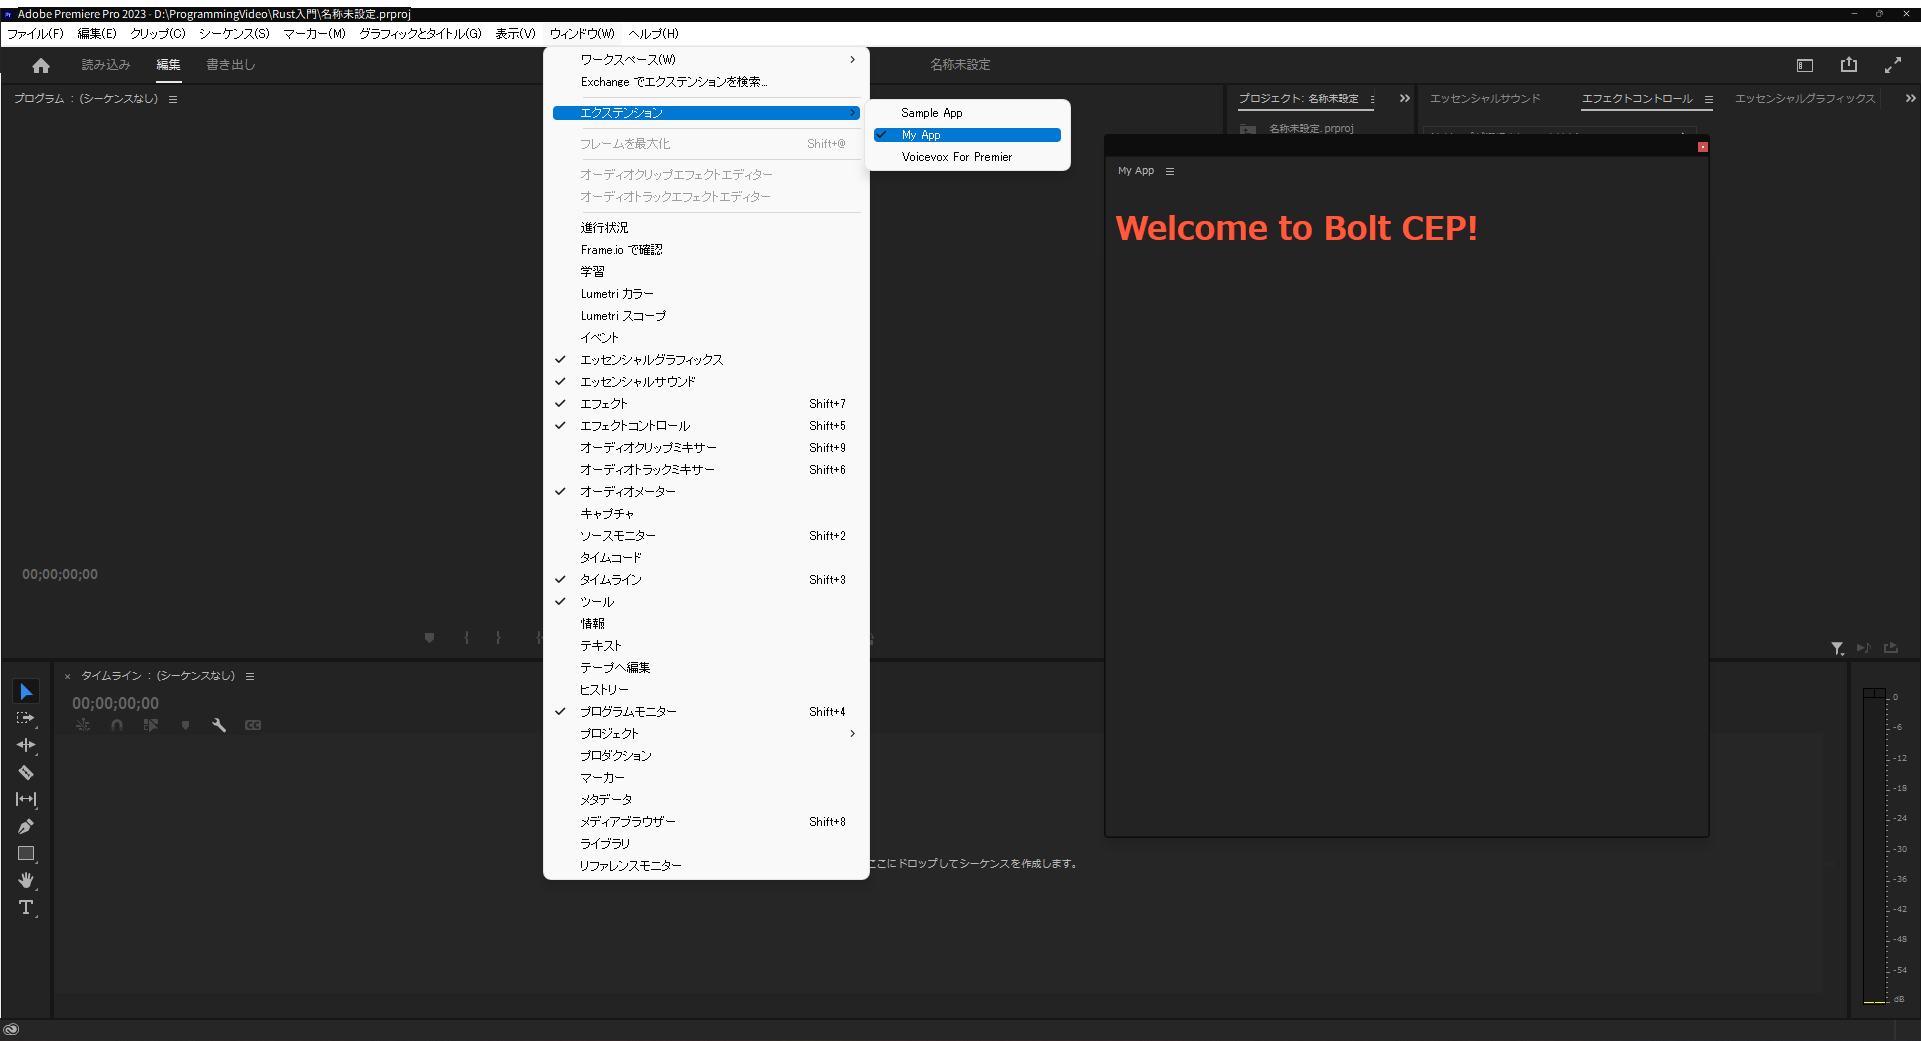 Adobe Premiere Pro 2023 - D:\ProgrammingVideo\Rust入門\名称未設定.prproj
ファイル(F) 編集(E) クリップ(C) シーケンス(S) マーカー(M) グラフィックとタイトル(G) 表示(V) ウィンドウ(W) ヘルプ(H)
読み込み 編集 書き出し
名称未設定
プログラム : (シーケンスなし)
ワークスペース(W)
Exchange でエクステンションを検索...
エクステンション
フレームを最大化 Shift+@
オーディオクリップエフェクトエディター
オーディオトラックエフェクトエディター
進行状況
Frame.io で確認
学習
Lumetri カラー
Lumetri スコープ
イベント
エッセンシャルグラフィックス
エッセンシャルサウンド
エフェクト Shift+7
エフェクトコントロール Shift+5
オーディオクリップミキサー Shift+9
オーディオトラックミキサー Shift+6
オーディオメーター
キャプチャ
ソースモニター Shift+2
タイムコード
タイムライン Shift+3
ツール
情報
テキスト
テープへ編集
ヒストリー
プログラムモニター Shift+4
プロジェクト
プロダクション
マーカー
メタデータ
メディアブラウザー Shift+8
ライブラリ
リファレンスモニター
Sample App
My App
Voicevox For Premier
プロジェクト: 名称未設定 エッセンシャルサウンド エフェクトコントロール エッセンシャルグラフィックス
名称未設定.prproj
My App
Welcome to Bolt CEP!
00;00;00;00
タイムライン : (シーケンスなし)
00;00;00;00
ここにドロップしてシーケンスを作成します。
0
-6
-12
-18
-24
-30
-36
-42
-48
-54
dB